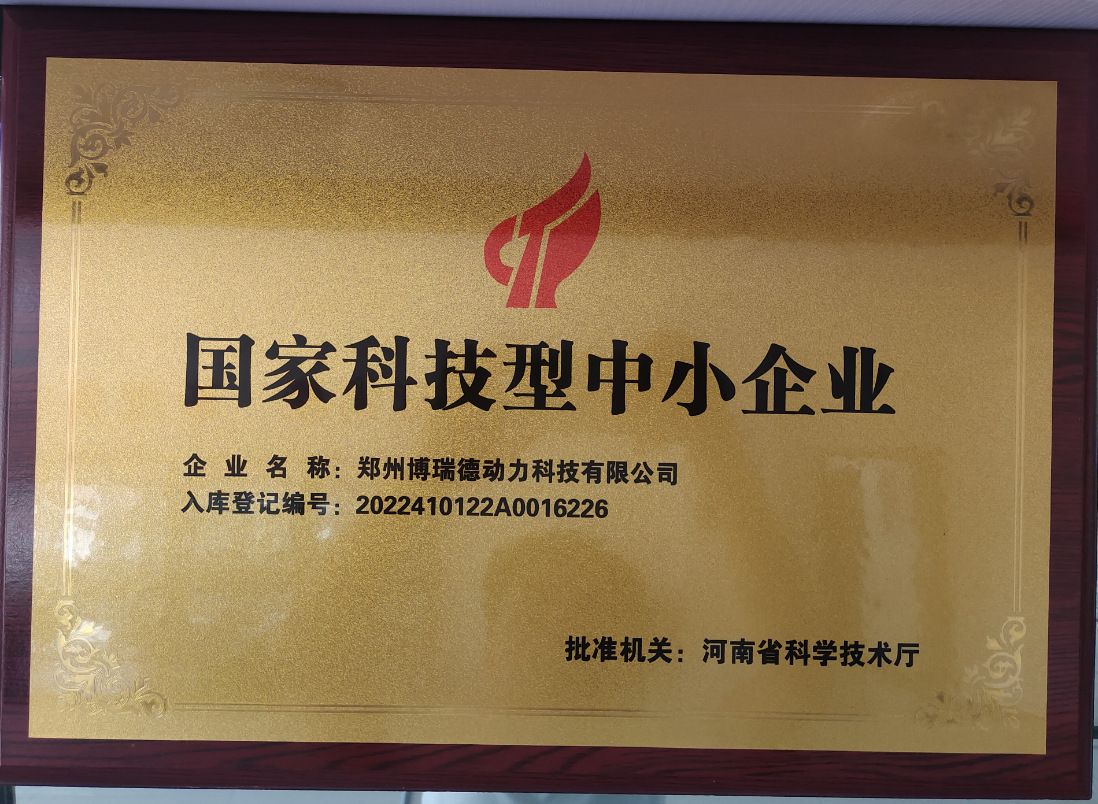 国家科技型中小企业
企业名称：郑州博瑞德动力科技有限公司
入库登记编号：2022410122A0016226
批准机关：河南省科学技术厅